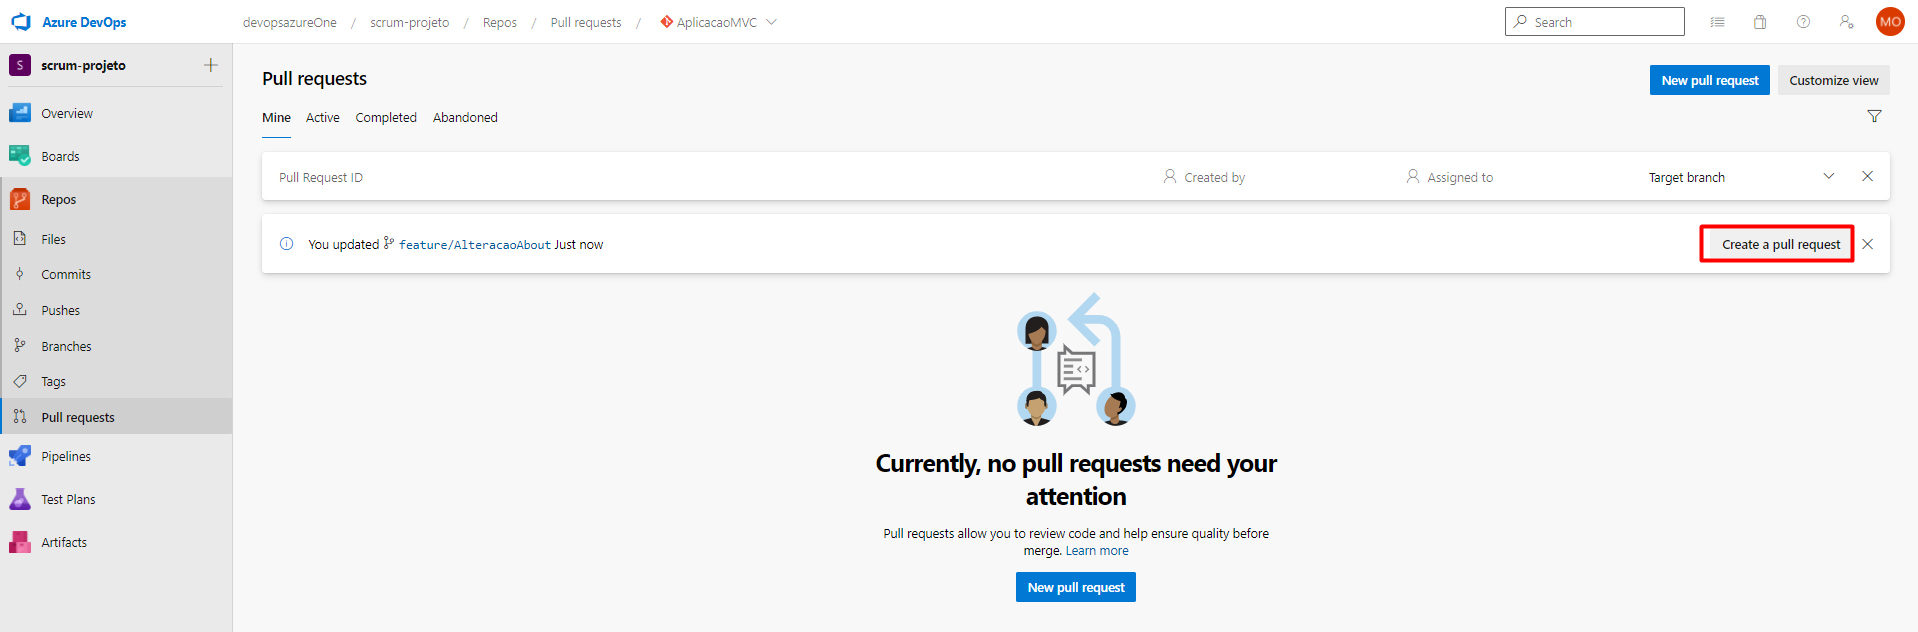 Azure DevOps
devopsazureOne / scrum-projeto / Repos / Pull requests / AplicacaoMVC
Search
MO
S scrum-projeto
Overview
Boards
Repos
Files
Commits
Pushes
Branches
Tags
Pull requests
Pipelines
Test Plans
Artifacts
Pull requests
New pull request
Customize view
Mine Active Completed Abandoned
Pull Request ID Created by Assigned to Target branch
You updated feature/AlteracaoAbout Just now
Create a pull request
Currently, no pull requests need your
attention
Pull requests allow you to review code and help ensure quality before
merge. Learn more
New pull request